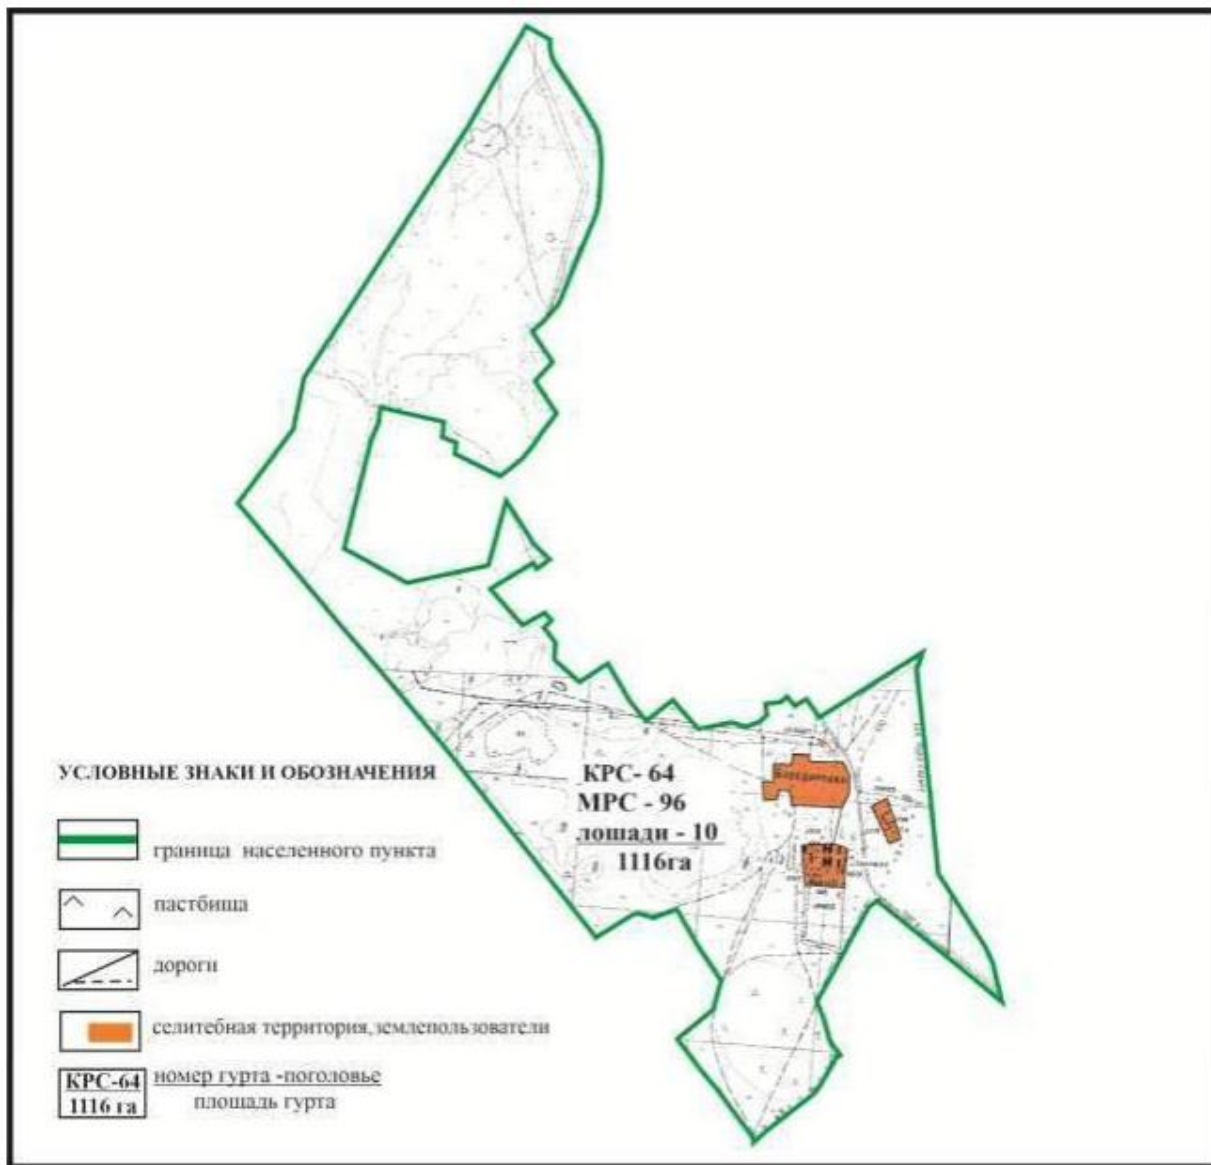 КРС- 64
МРС - 96
лошади - 10
1116га
УСЛОВНЫЕ ЗНАКИ И ОБОЗНАЧЕНИЯ
граница населенного пункта
пастбища
дороги
селитебная территория,землепользователи
КРС-64
1116 га
номер гурта -поголовье
площадь гурта